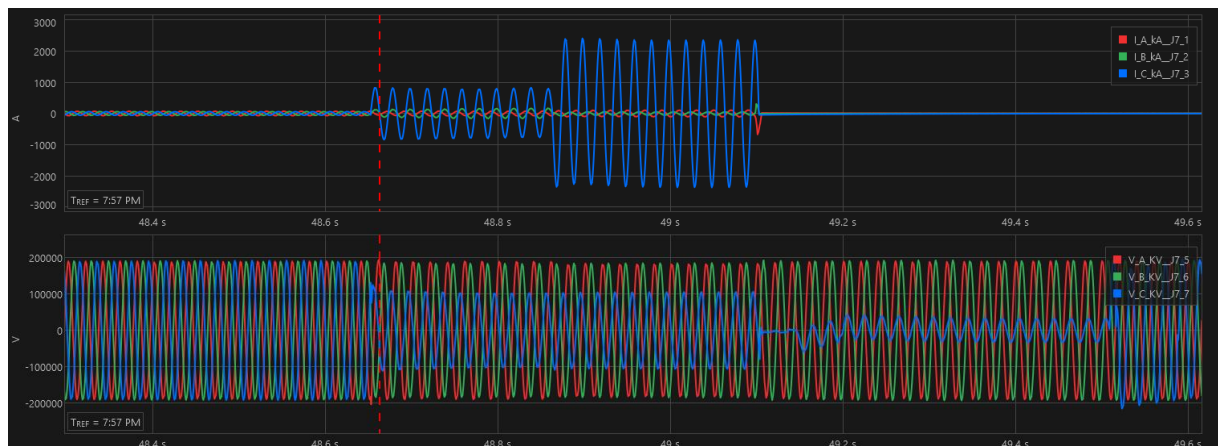 3000
2000
1000
0
-1000
-2000
-3000
A
I_A_kA__J7_1
I_B_kA__J7_2
I_C_kA__J7_3
TREF = 7:57 PM
48.4 s
48.6 s
48.8 s
49 s
49.2 s
49.4 s
49.6 s
200000
100000
0
-100000
-200000
V
V_A_KV__J7_5
V_B_KV__J7_6
V_C_KV__J7_7
TREF = 7:57 PM
48.4 s
48.6 s
48.8 s
49 s
49.2 s
49.4 s
49.6 s